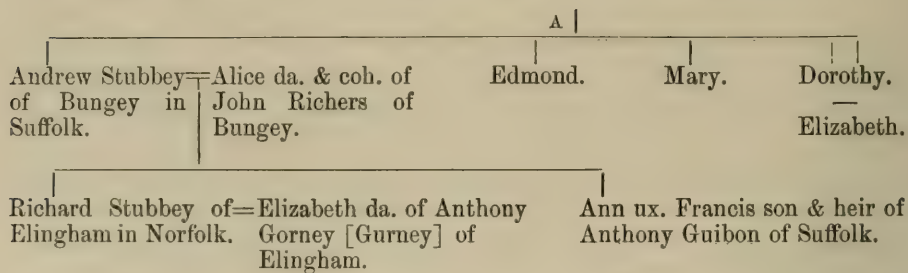 A
Andrew Stubbey= Alice da. & coh. of Edmond. Mary. Dorothy.
of Bungey in John Richers of —
Suffolk. Bungey. Elizabeth.
Richard Stubbey of= Elizabeth da. of Anthony Ann ux. Francis son & heir of
Elingham in Norfolk. Gorney [Gurney] of Anthony Guibon of Suffolk.
Elingham.